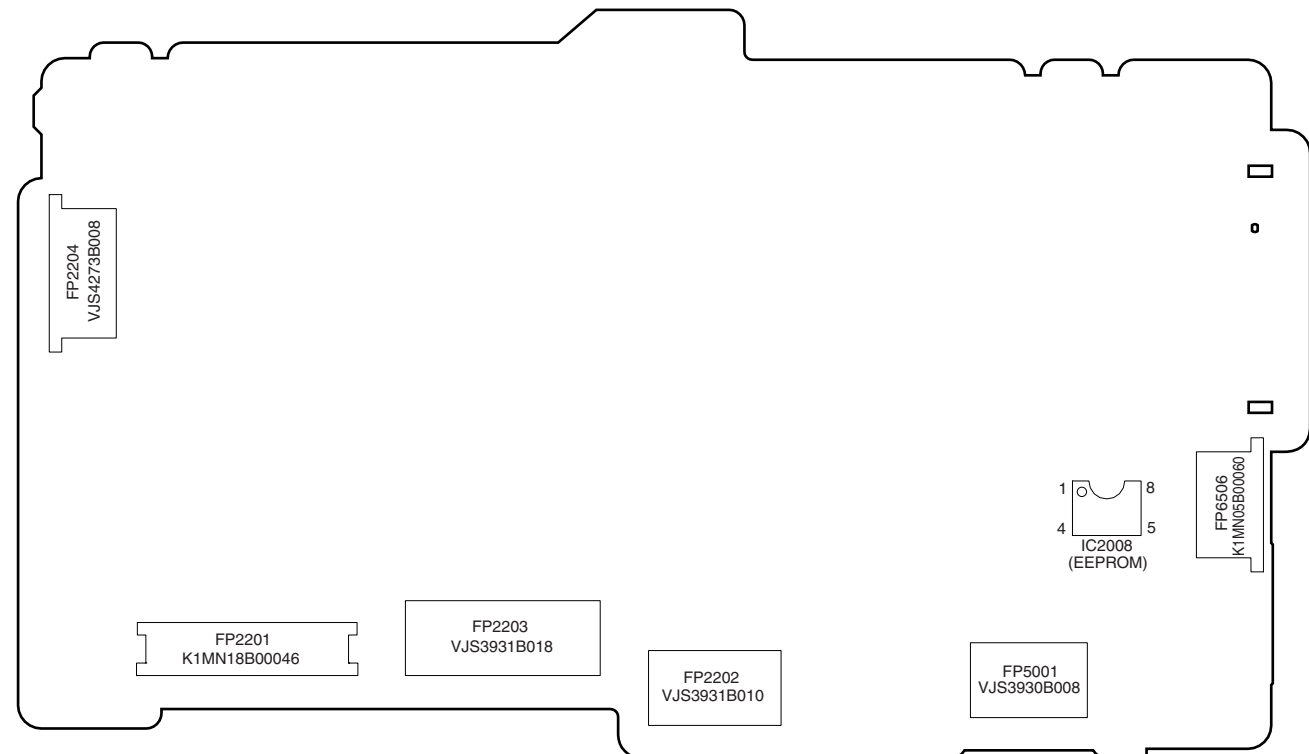 FP2204
VJS4273B008
1
8
4
5
IC2008
(EEPROM)
FP6506
K1MN05B00060
FP2201
K1MN18B00046
FP2203
VJS3931B018
FP2202
VJS3931B010
FP5001
VJS3930B008